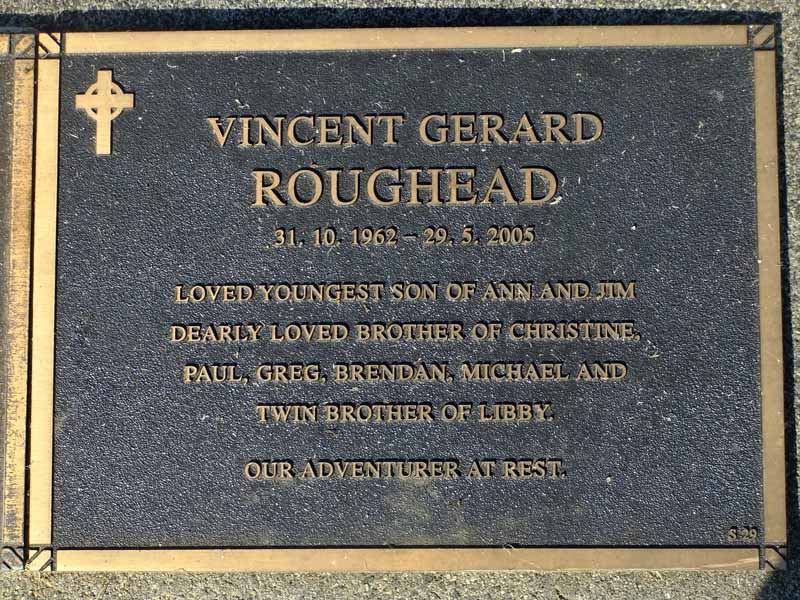 VINCENT GERARD
ROUGHEAD
31. 10. 1962 – 29. 5. 2005
LOVED YOUNGEST SON OF ANN AND JIM
DEARLY LOVED BROTHER OF CHRISTINE,
PAUL, GREG, BRENDAN, MICHAEL AND
TWIN BROTHER OF LIBBY.
OUR ADVENTURER AT REST.
S 29